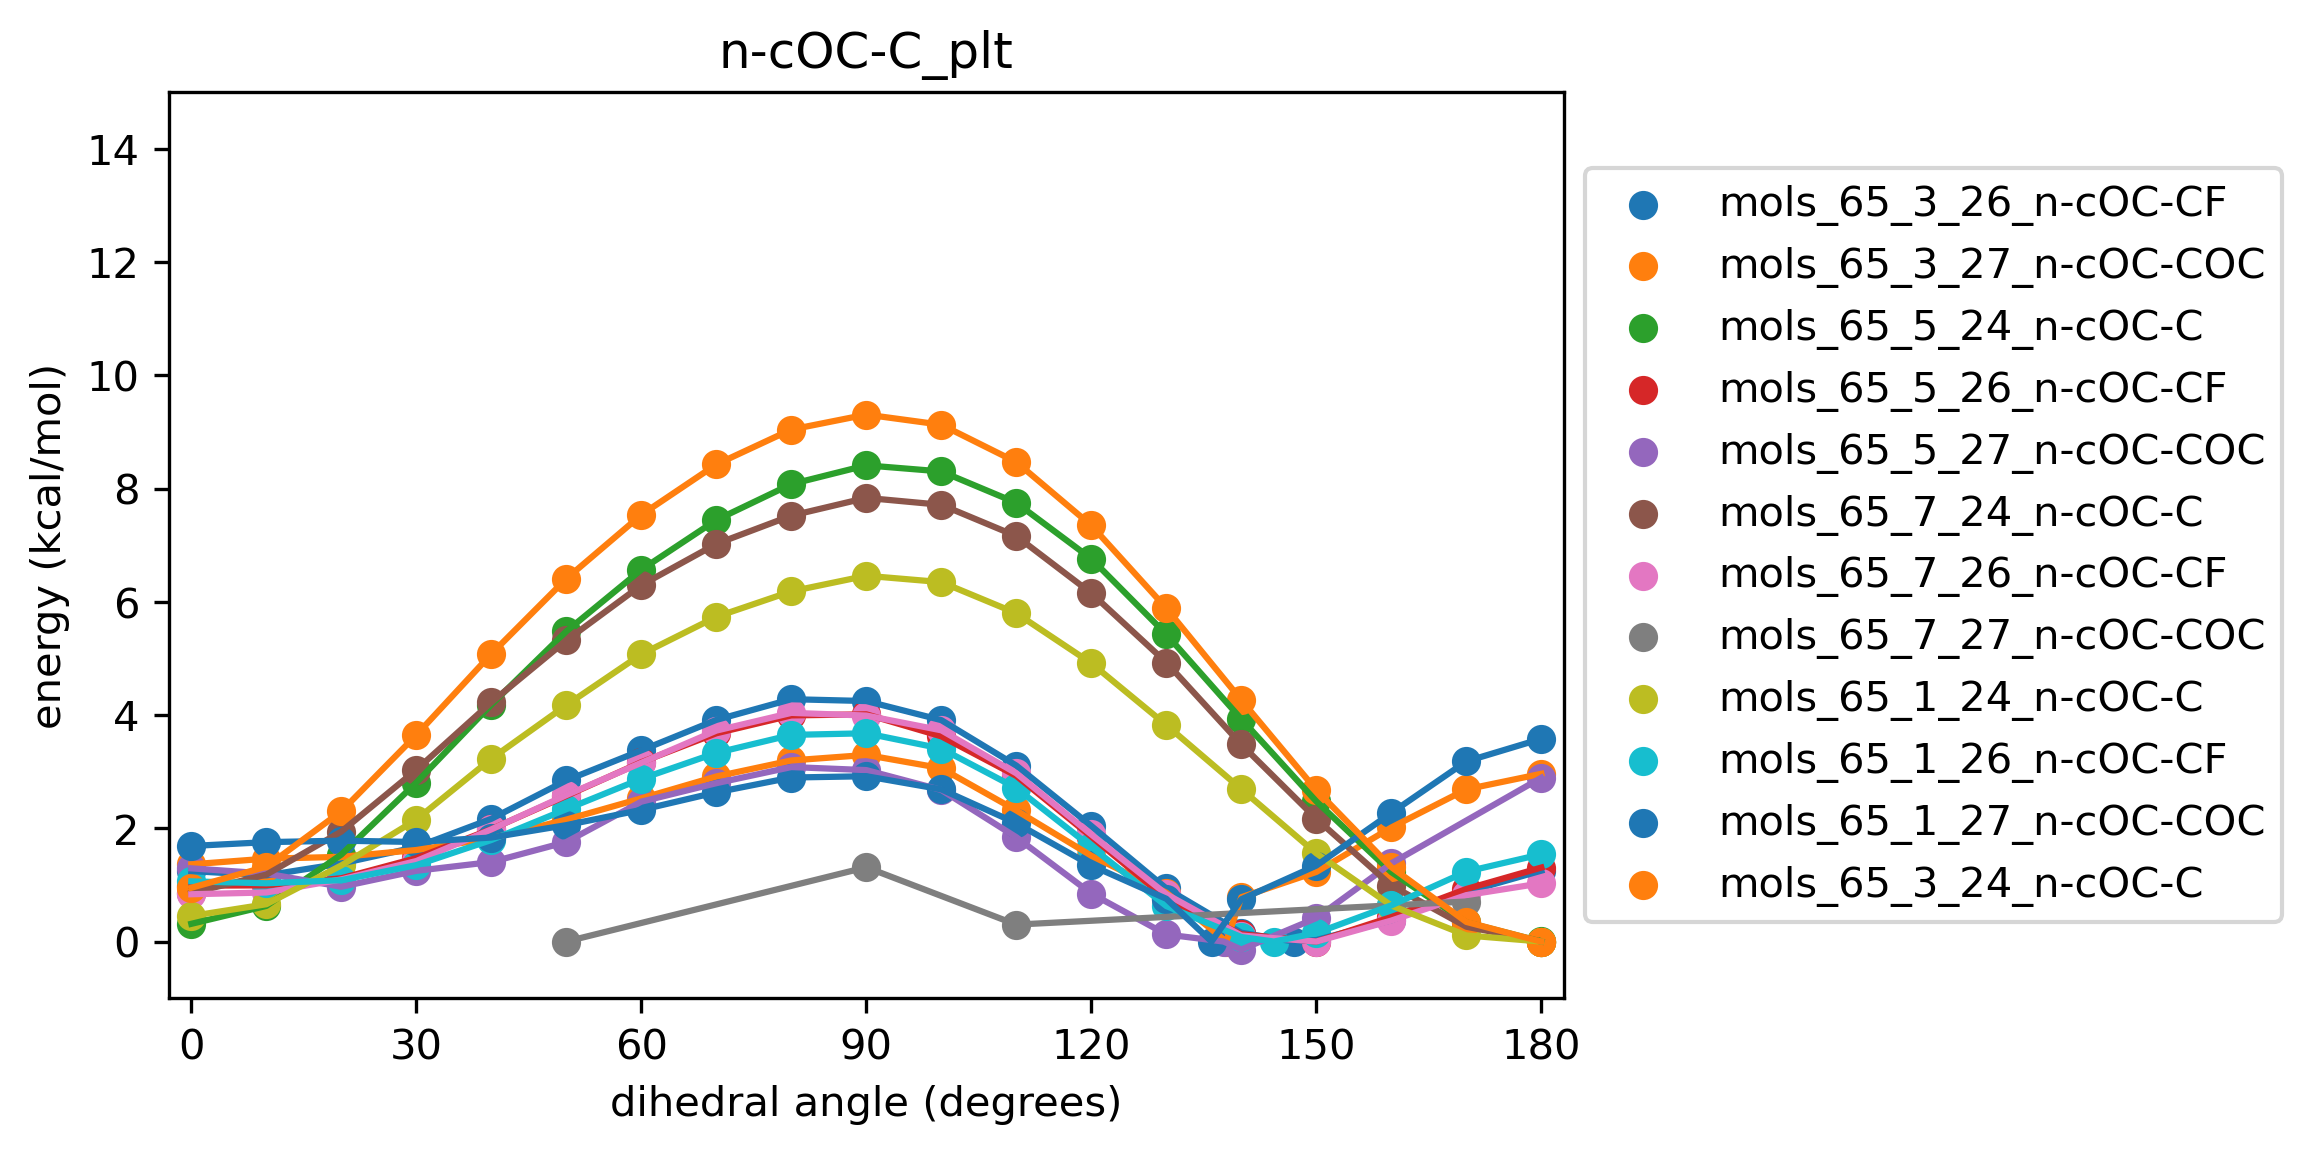 n-cOC-C_plt
energy (kcal/mol)
14
12
10
8
6
4
2
0
0 30 60 90 120 150 180
dihedral angle (degrees)
mols_65_3_26_n-cOC-CF
mols_65_3_27_n-cOC-COC
mols_65_5_24_n-cOC-C
mols_65_5_26_n-cOC-CF
mols_65_5_27_n-cOC-COC
mols_65_7_24_n-cOC-C
mols_65_7_26_n-cOC-CF
mols_65_7_27_n-cOC-COC
mols_65_1_24_n-cOC-C
mols_65_1_26_n-cOC-CF
mols_65_1_27_n-cOC-COC
mols_65_3_24_n-cOC-C